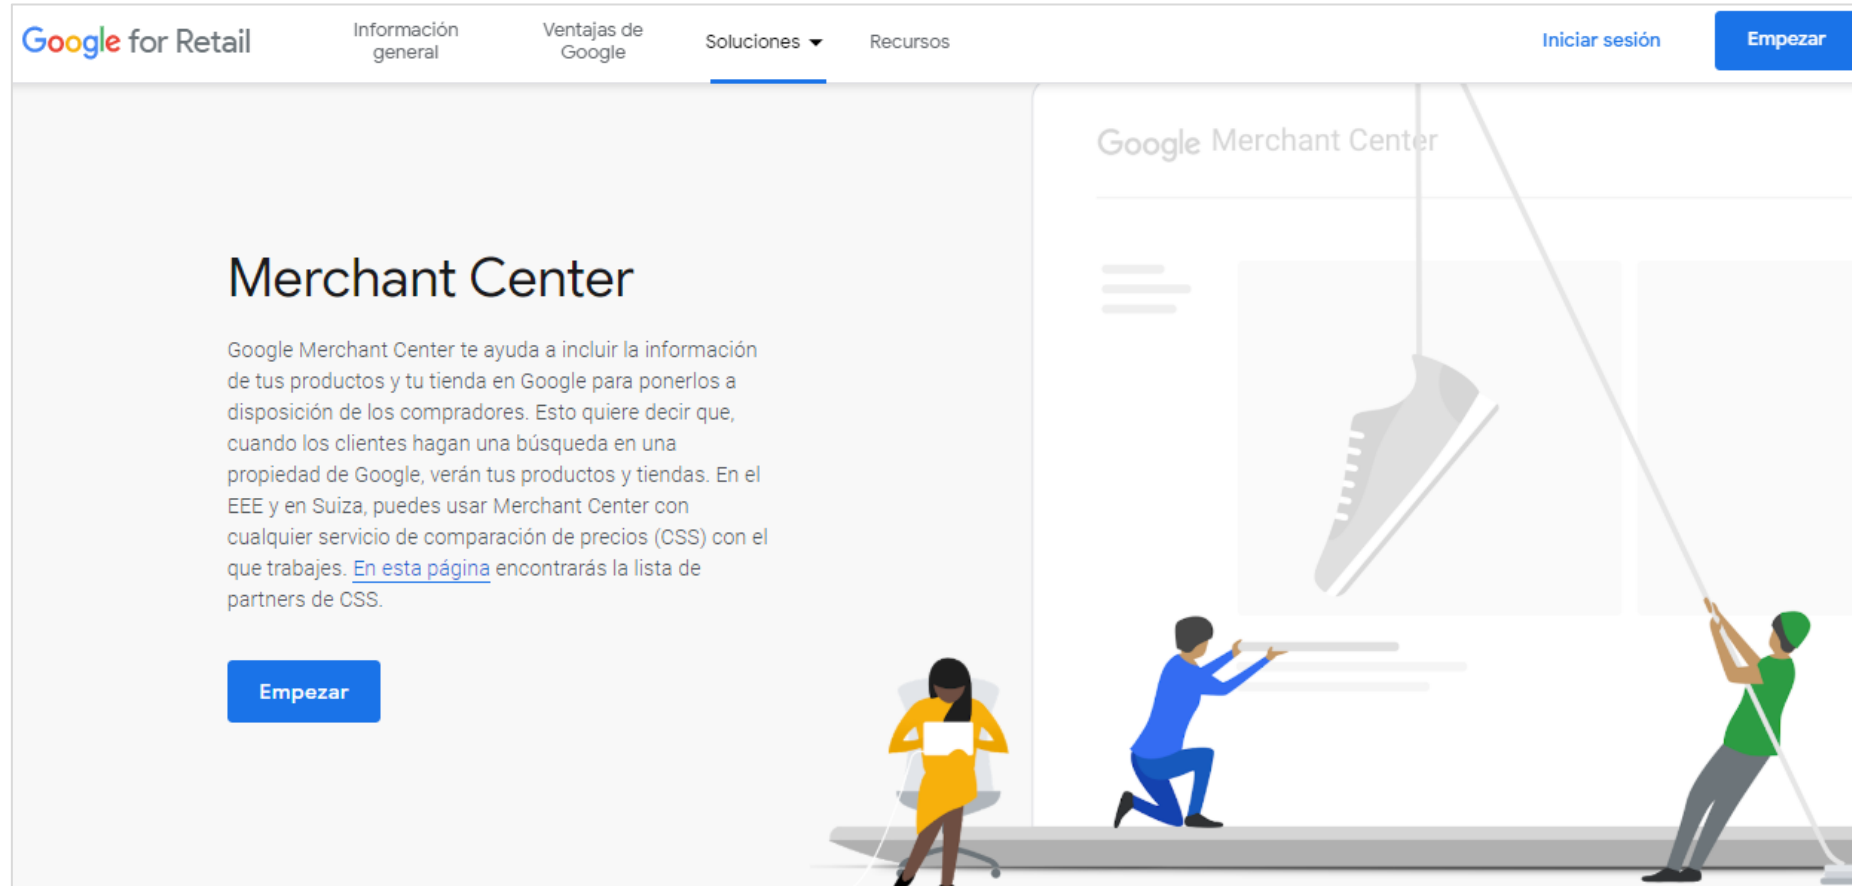 Google for Retail
Información
general
Ventajas de
Google
Soluciones
Recursos
Iniciar sesión
Empezar
Google Merchant Center
Merchant Center
Google Merchant Center te ayuda a incluir la información
de tus productos y tu tienda en Google para ponerlos a
disposición de los compradores. Esto quiere decir que,
cuando los clientes hagan una búsqueda en una
propiedad de Google, verán tus productos y tiendas. En el
EEE y en Suiza, puedes usar Merchant Center con
cualquier servicio de comparación de precios (CSS) con el
que trabajes. En esta página encontrarás la lista de
partners de CSS.
Empezar